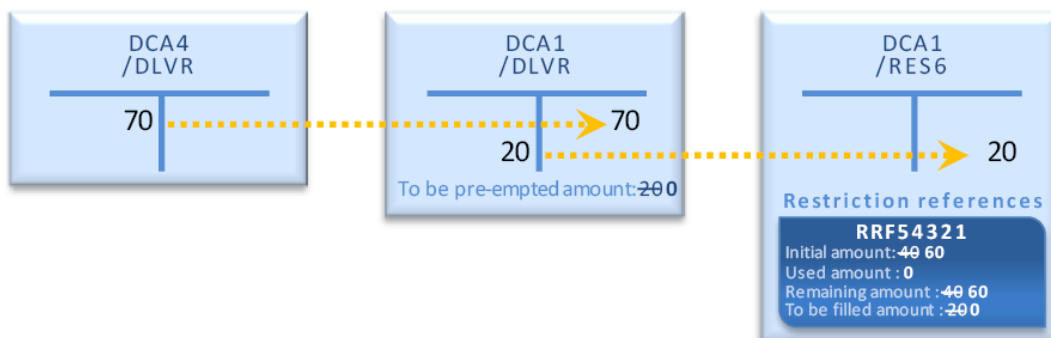 DCA4
/DLVR
70
DCA1
/DLVR
70
20
To be pre-empted amount: 20 0
DCA1
/RES6
20
Restriction references
RRF54321
Initial amount: 40 60
Used amount : 0
Remaining amount : 40 60
To be filled amount : 20 0